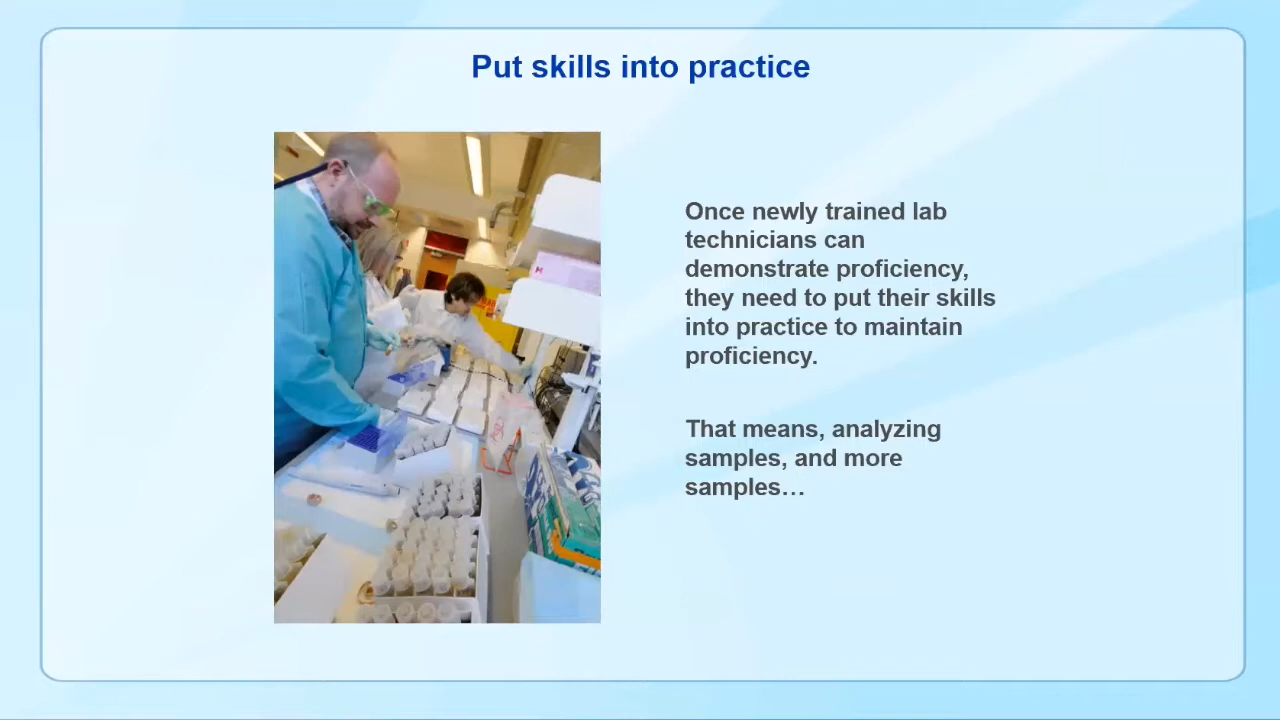 Put skills into practice
Once newly trained lab
technicians can
demonstrate proficiency,
they need to put their skills
into practice to maintain
proficiency.
That means, analyzing
samples, and more
samples…